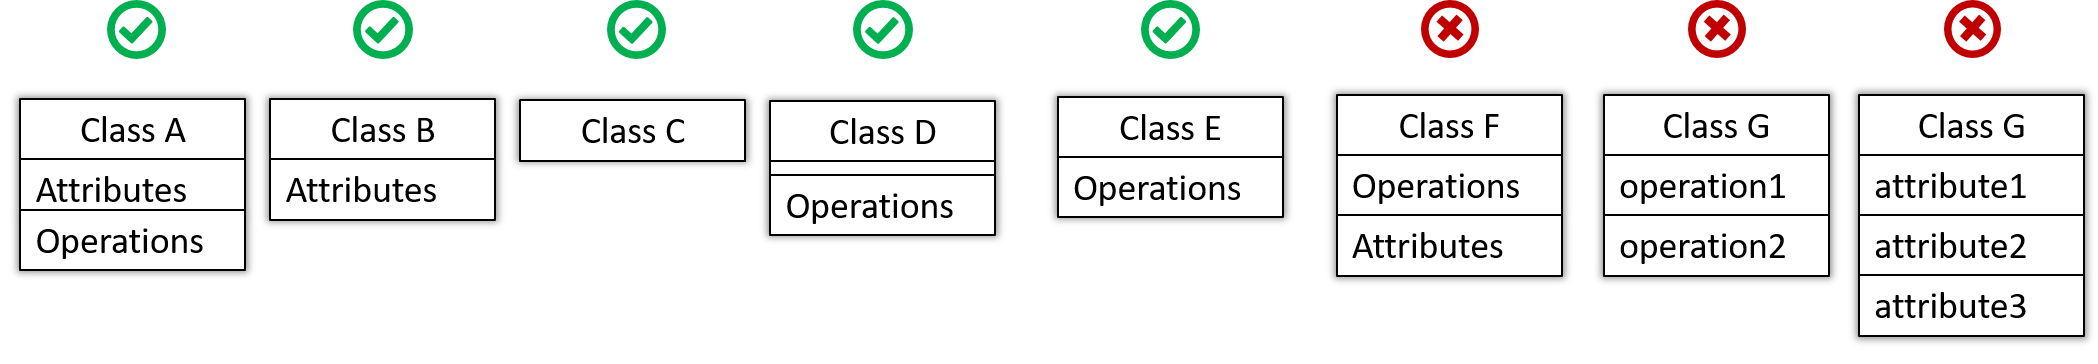 Class A
Attributes
Operations
Class B
Attributes
Class C
Class D
Operations
Class E
Operations
Class F
Operations
Attributes
Class G
operation1
operation2
Class G
attribute1
attribute2
attribute3